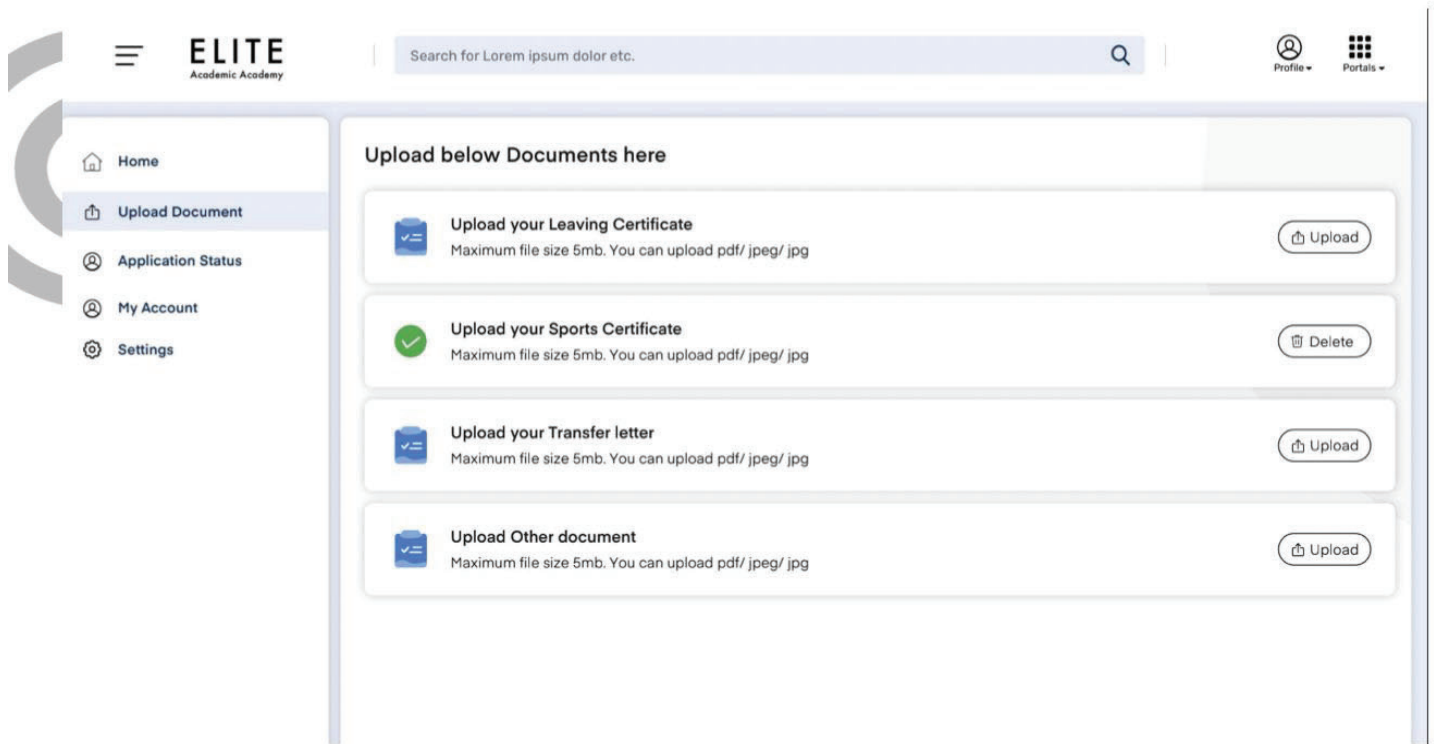 ELITE
Academic Academy
Search for Lorem ipsum dolor etc.
Profile
Portals
Home
Upload Document
Application Status
My Account
Settings
Upload below Documents here
Upload your Leaving Certificate
Maximum file size 5mb. You can upload pdf/ jpeg/ jpg
Upload
Upload your Sports Certificate
Maximum file size 5mb. You can upload pdf/ jpeg/ jpg
Delete
Upload your Transfer letter
Maximum file size 5mb. You can upload pdf/ jpeg/ jpg
Upload
Upload Other document
Maximum file size 5mb. You can upload pdf/ jpeg/ jpg
Upload